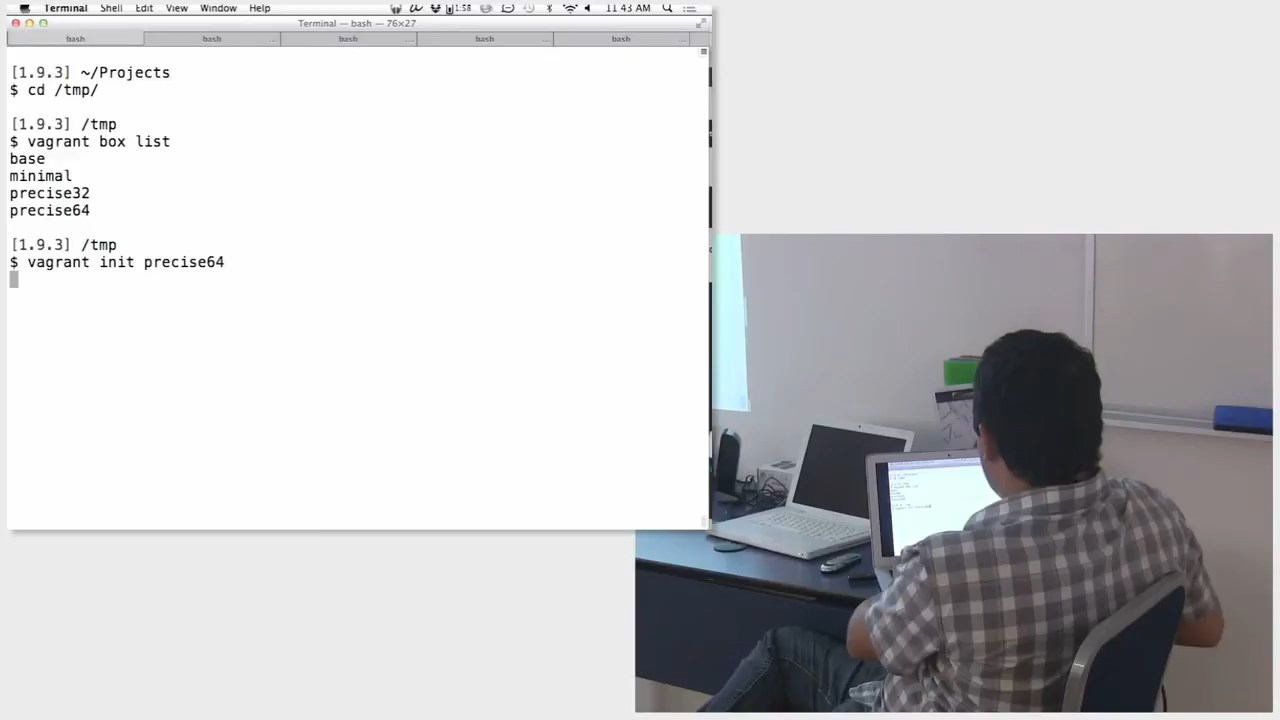 Terminal Shell Edit View Window Help 1:58 11:43 AM
Terminal — bash — 76×27
bash bash ... bash ... bash ... bash ...
[1.9.3] ~/Projects
$ cd /tmp/
[1.9.3] /tmp
$ vagrant box list
base
minimal
precise32
precise64
[1.9.3] /tmp
$ vagrant init precise64